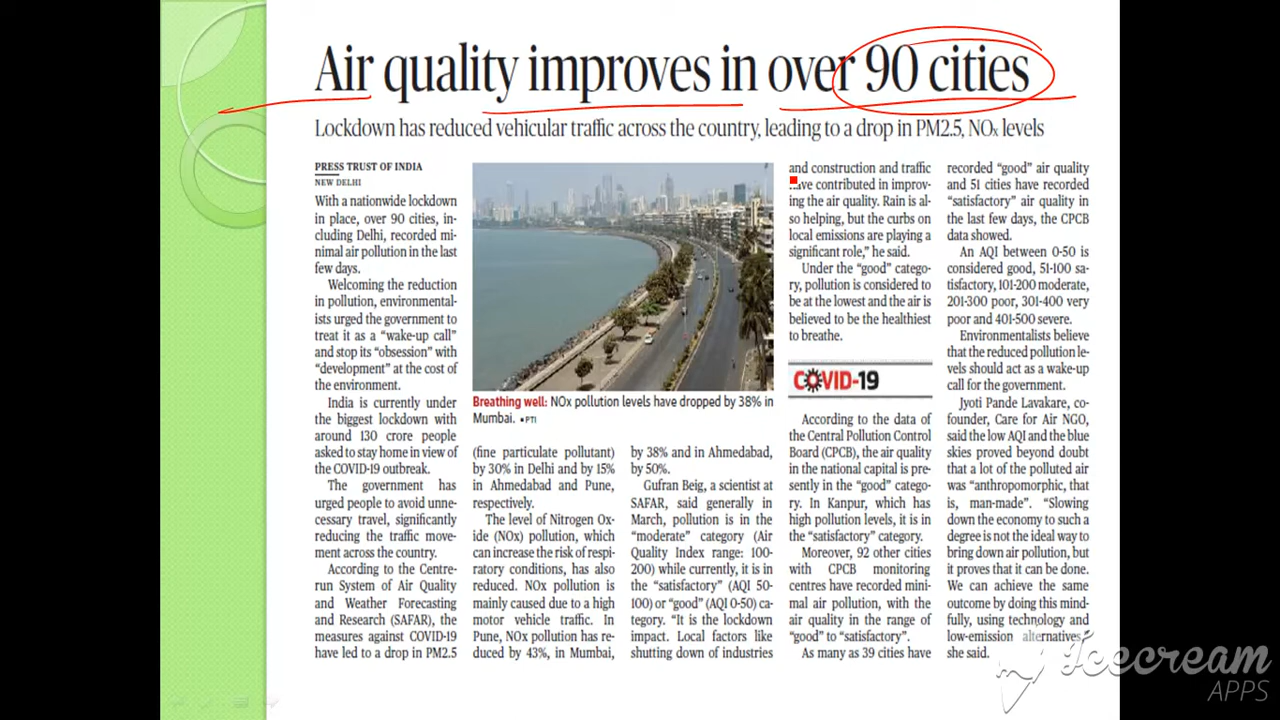 Air quality improves in over 90 cities
Lockdown has reduced vehicular traffic across the country, leading to a drop in PM2.5, NOx levels
PRESS TRUST OF INDIA
NEW DELHI
With a nationwide lockdown
in place, over 90 cities, in-
cluding Delhi, recorded mi-
nimal air pollution in the last
few days.
Welcoming the reduction
in pollution, environmental-
ists urged the government to
treat it as a “wake-up call”
and stop its “obsession” with
“development” at the cost of
the environment.
India is currently under
the biggest lockdown with
around 130 crore people
asked to stay home in view of
the COVID-19 outbreak.
The government has
urged people to avoid unne-
cessary travel, significantly
reducing the traffic move-
ment across the country.
According to the Centre-
run System of Air Quality
and Weather Forecasting
and Research (SAFAR), the
measures against COVID-19
have led to a drop in PM2.5
Breathing well: NOx pollution levels have dropped by 38% in
Mumbai. ▪PTI
(fine particulate pollutant)
by 30% in Delhi and by 15%
in Ahmedabad and Pune,
respectively.
The level of Nitrogen Ox-
ide (NOx) pollution, which
can increase the risk of respi-
ratory conditions, has also
reduced. NOx pollution is
mainly caused due to a high
motor vehicle traffic. In
Pune, NOx pollution has re-
duced by 43%, in Mumbai,
by 38% and in Ahmedabad,
by 50%.
Gufran Beig, a scientist at
SAFAR, said generally in
March, pollution is in the
“moderate” category (Air
Quality Index range: 100-
200) while currently, it is in
the “satisfactory” (AQI 50-
100) or “good” (AQI 0-50) ca-
tegory. “It is the lockdown
impact. Local factors like
shutting down of industries
and construction and traffic
have contributed in improv-
ing the air quality. Rain is al-
so helping, but the curbs on
local emissions are playing a
significant role,” he said.
Under the “good” catego-
ry, pollution is considered to
be at the lowest and the air is
believed to be the healthiest
to breathe.
COVID-19
According to the data of
the Central Pollution Control
Board (CPCB), the air quality
in the national capital is pre-
sently in the “good” catego-
ry. In Kanpur, which has
high pollution levels, it is in
the “satisfactory” category.
Moreover, 92 other cities
with CPCB monitoring
centres have recorded mini-
mal air pollution, with the
air quality in the range of
“good” to “satisfactory”.
As many as 39 cities have
recorded “good” air quality
and 51 cities have recorded
“satisfactory” air quality in
the last few days, the CPCB
data showed.
An AQI between 0-50 is
considered good, 51-100 sa-
tisfactory, 101-200 moderate,
201-300 poor, 301-400 very
poor and 401-500 severe.
Environmentalists believe
that the reduced pollution le-
vels should act as a wake-up
call for the government.
Jyoti Pande Lavakare, co-
founder, Care for Air NGO,
said the low AQI and the blue
skies proved beyond doubt
that a lot of the polluted air
was “anthropomorphic, that
is, man-made”. “Slowing
down the economy to such a
degree is not the ideal way to
bring down air pollution, but
it proves that it can be done.
We can achieve the same
outcome by doing this mind-
fully, using technology and
low-emission alternatives,”
she said.
Icecream
APPS